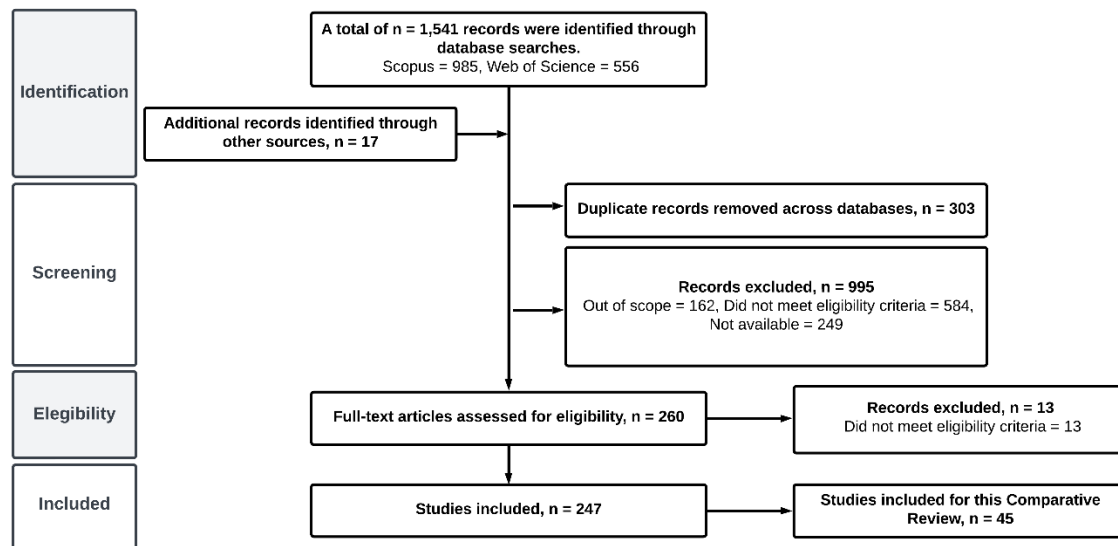 Identification
A total of n = 1,541 records were identified through
database searches.
Scopus = 985, Web of Science = 556
Additional records identified through
other sources, n = 17
Screening
Duplicate records removed across databases, n = 303
Records excluded, n = 995
Out of scope = 162, Did not meet eligibility criteria = 584,
Not available = 249
Elegibility
Full-text articles assessed for eligibility, n = 260
Records excluded, n = 13
Did not meet eligibility criteria = 13
Included
Studies included, n = 247
Studies included for this Comparative
Review, n = 45